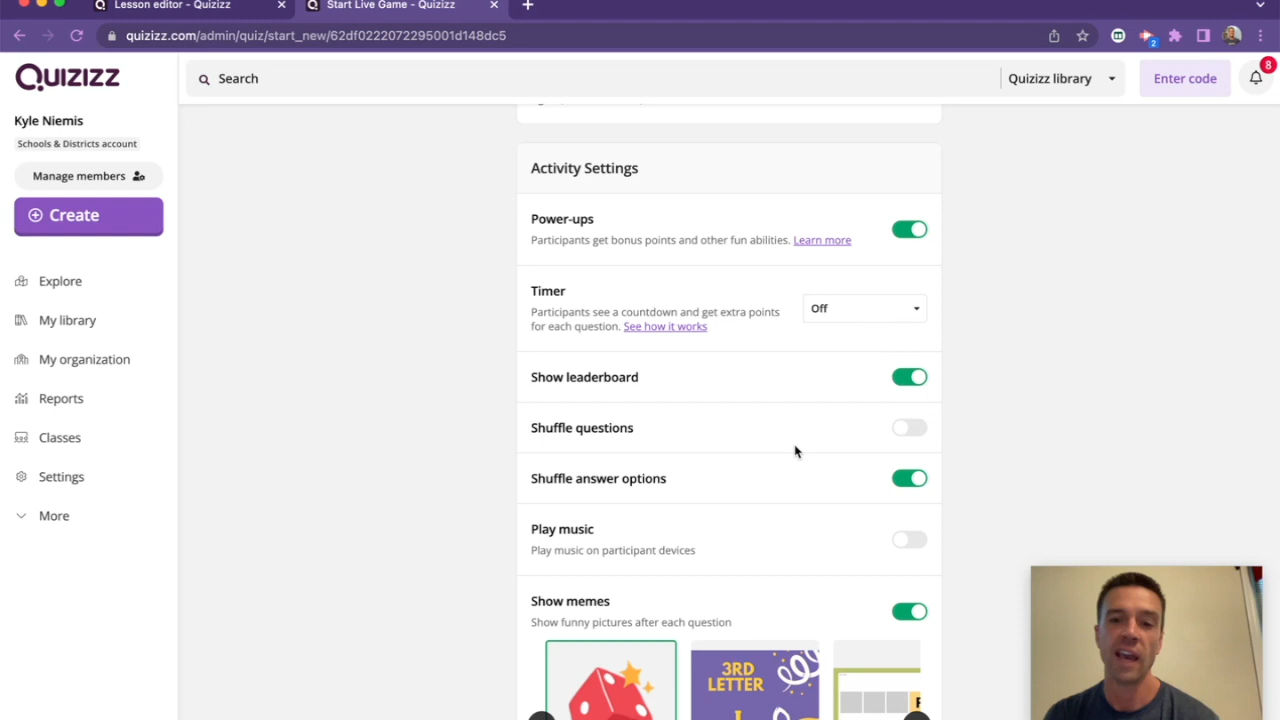 Lesson editor - Quizizz
Start Live Game - Quizizz
quizizz.com/admin/quiz/start_new/62df0222072295001d148dc5
2
QUIZIZZ
Search
Quizizz library
Enter code
8
Kyle Niemis
Schools & Districts account
Manage members
Create
Explore
My library
My organization
Reports
Classes
Settings
More
Activity Settings
Power-ups
Participants get bonus points and other fun abilities. Learn more
Timer
Participants see a countdown and get extra points
for each question. See how it works
Off
Show leaderboard
Shuffle questions
Shuffle answer options
Play music
Play music on participant devices
Show memes
Show funny pictures after each question
3RD
LETTER